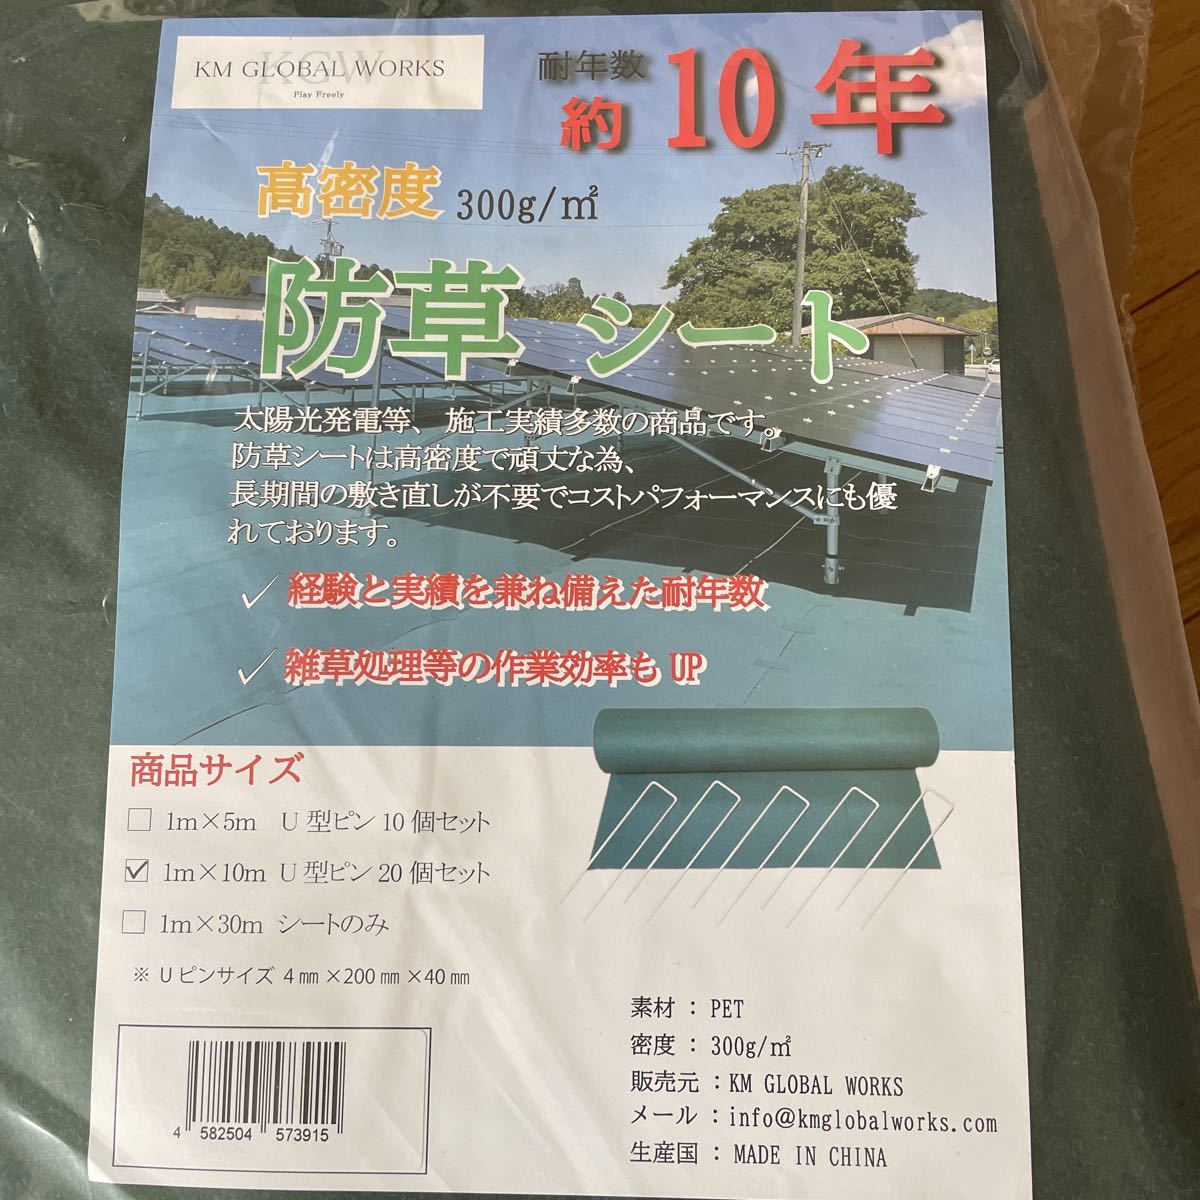 KGW
KM GLOBAL WORKS
Play Freely
耐年数
約 10 年
高密度 300g/㎡
防草 シート
太陽光発電等、施工実績多数の商品です。
防草シートは高密度で頑丈な為、
長期間の敷き直しが不要でコストパフォーマンスにも優
れております。
✓ 経験と実績を兼ね備えた耐年数
✓ 雑草処理等の作業効率も UP
商品サイズ
☐ 1m×5m U型ピン10個セット
☑ 1m×10m U型ピン20個セット
☐ 1m×30m シートのみ
※ Uピンサイズ 4㎜×200㎜×40㎜
4 582504 573915
素材 : PET
密度 : 300g/㎡
販売元 : KM GLOBAL WORKS
メール : info@kmglobalworks.com
生産国 : MADE IN CHINA